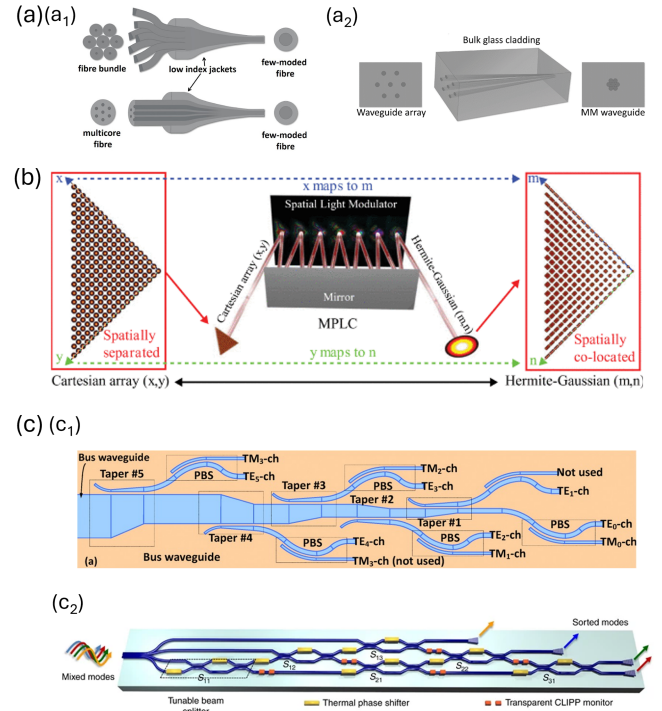 (a) (a₁)
fibre bundle
low index jackets
few-moded
fibre
multicore
fibre
few-moded
fibre
(a₂)
Bulk glass cladding
Waveguide array
MM waveguide
(b)
x
x maps to m
m
Spatial Light Modulator
Cartesian array (x,y)
Hermite-Gaussian (m,n)
Mirror
MPLC
Spatially
separated
Spatially
co-located
y
y maps to n
n
Cartesian array (x,y)
Hermite-Gaussian (m,n)
(c) (c₁)
Bus waveguide
Taper #5
PBS
TM₃-ch
TE₅-ch
Taper #3
PBS
TM₂-ch
TE₃-ch
Taper #2
Not used
TE₁-ch
Taper #1
Taper #4
PBS
TE₄-ch
TM₃-ch (not used)
PBS
TE₂-ch
TM₁-ch
PBS
TE₀-ch
TM₀-ch
Bus waveguide
(a)
(c₂)
Sorted modes
Mixed modes
S₁₁
S₁₂
S₁₃
S₂₁
S₂₂
S₃₁
Tunable beam
splitter
Thermal phase shifter
Transparent CLIPP monitor